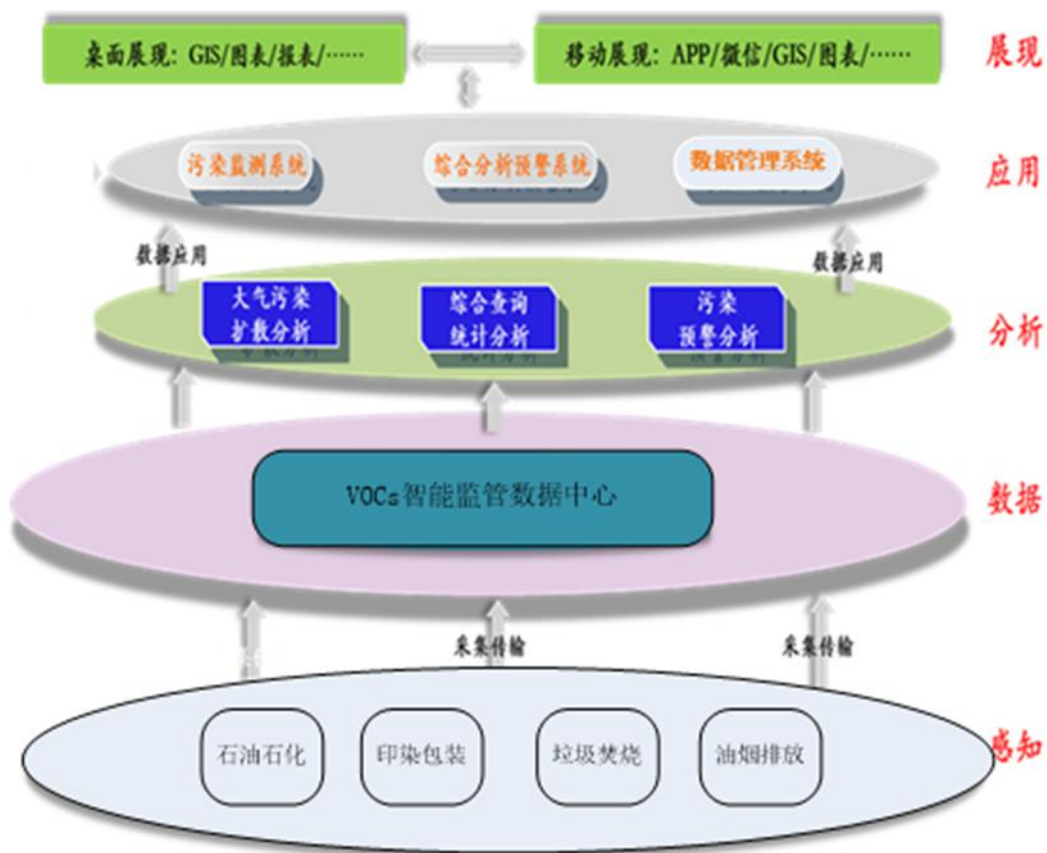 桌面展现：GIS/图表/报表/……
移动展现：APP/微信/GIS/图表/……
展现
污染监测系统
综合分析预警系统
数据管理系统
应用
数据应用
数据应用
大气污染
扩散分析
综合查询
统计分析
污染
预警分析
分析
VOCs智能监管数据中心
数据
采集传输
采集传输
石油石化
印染包装
垃圾焚烧
油烟排放
感知